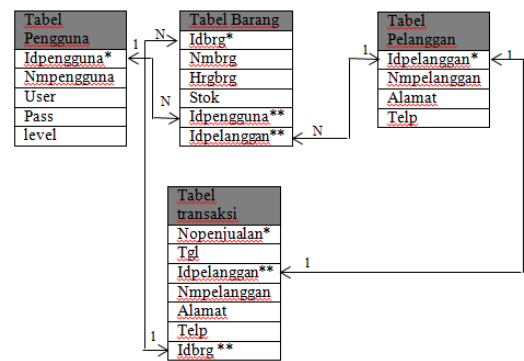 Tabel
Pengguna
Idpengguna*
Nmpengguna
User
Pass
level
1
N
N
Tabel Barang
Idbrg*
Nmbrg
Hrgbrg
Stok
Idpengguna**
Idpelanggan**
N
1
Tabel
Pelanggan
Idpelanggan*
Nmpelanggan
Alamat
Telp
1
Tabel
transaksi
Nopenjualan*
Tgl
Idpelanggan**
Nmpelanggan
Alamat
Telp
Idbrg **
1
1